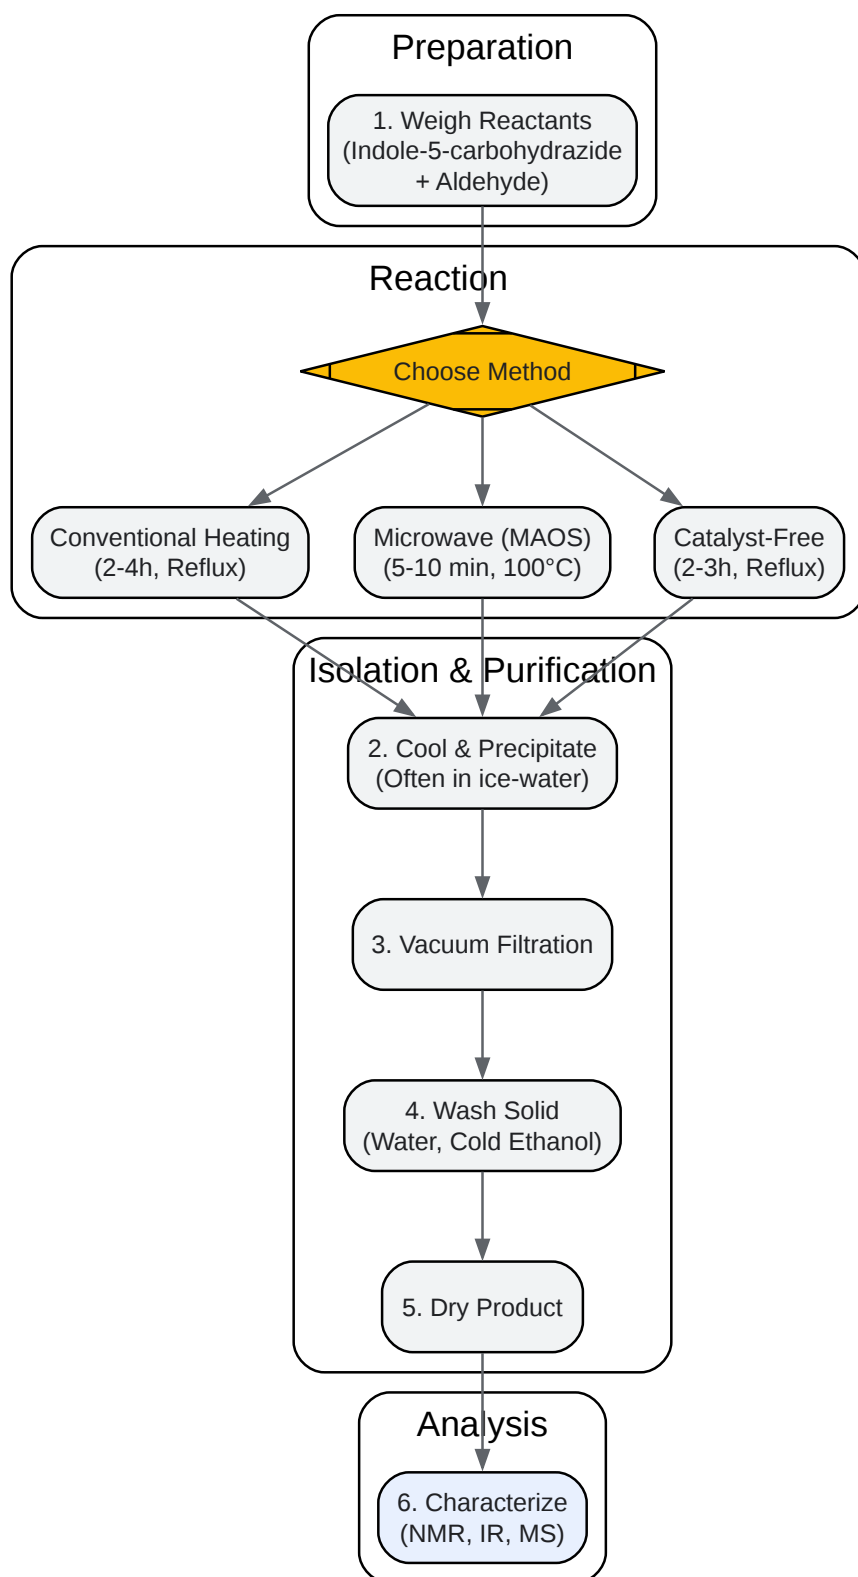 Preparation
1. Weigh Reactants
(Indole-5-carbohydrazide
+ Aldehyde)
Reaction
Choose Method
Conventional Heating
(2-4h, Reflux)
Microwave (MAOS)
(5-10 min, 100°C)
Catalyst-Free
(2-3h, Reflux)
Isolation & Purification
2. Cool & Precipitate
(Often in ice-water)
3. Vacuum Filtration
4. Wash Solid
(Water, Cold Ethanol)
5. Dry Product
Analysis
6. Characterize
(NMR, IR, MS)